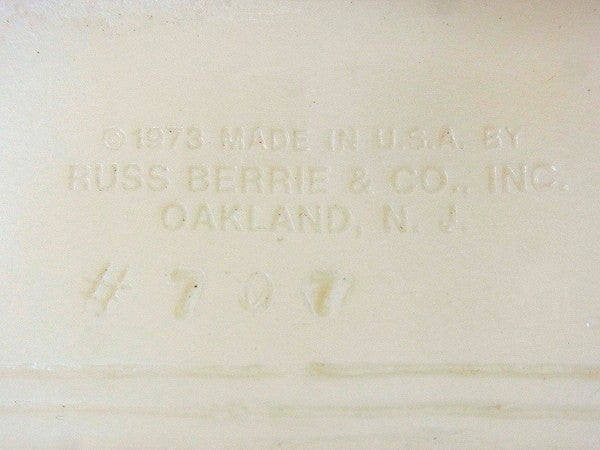 ©1973 MADE IN U.S.A. BY
RUSS BERRIE & CO., INC.
OAKLAND, N. J.
# 707